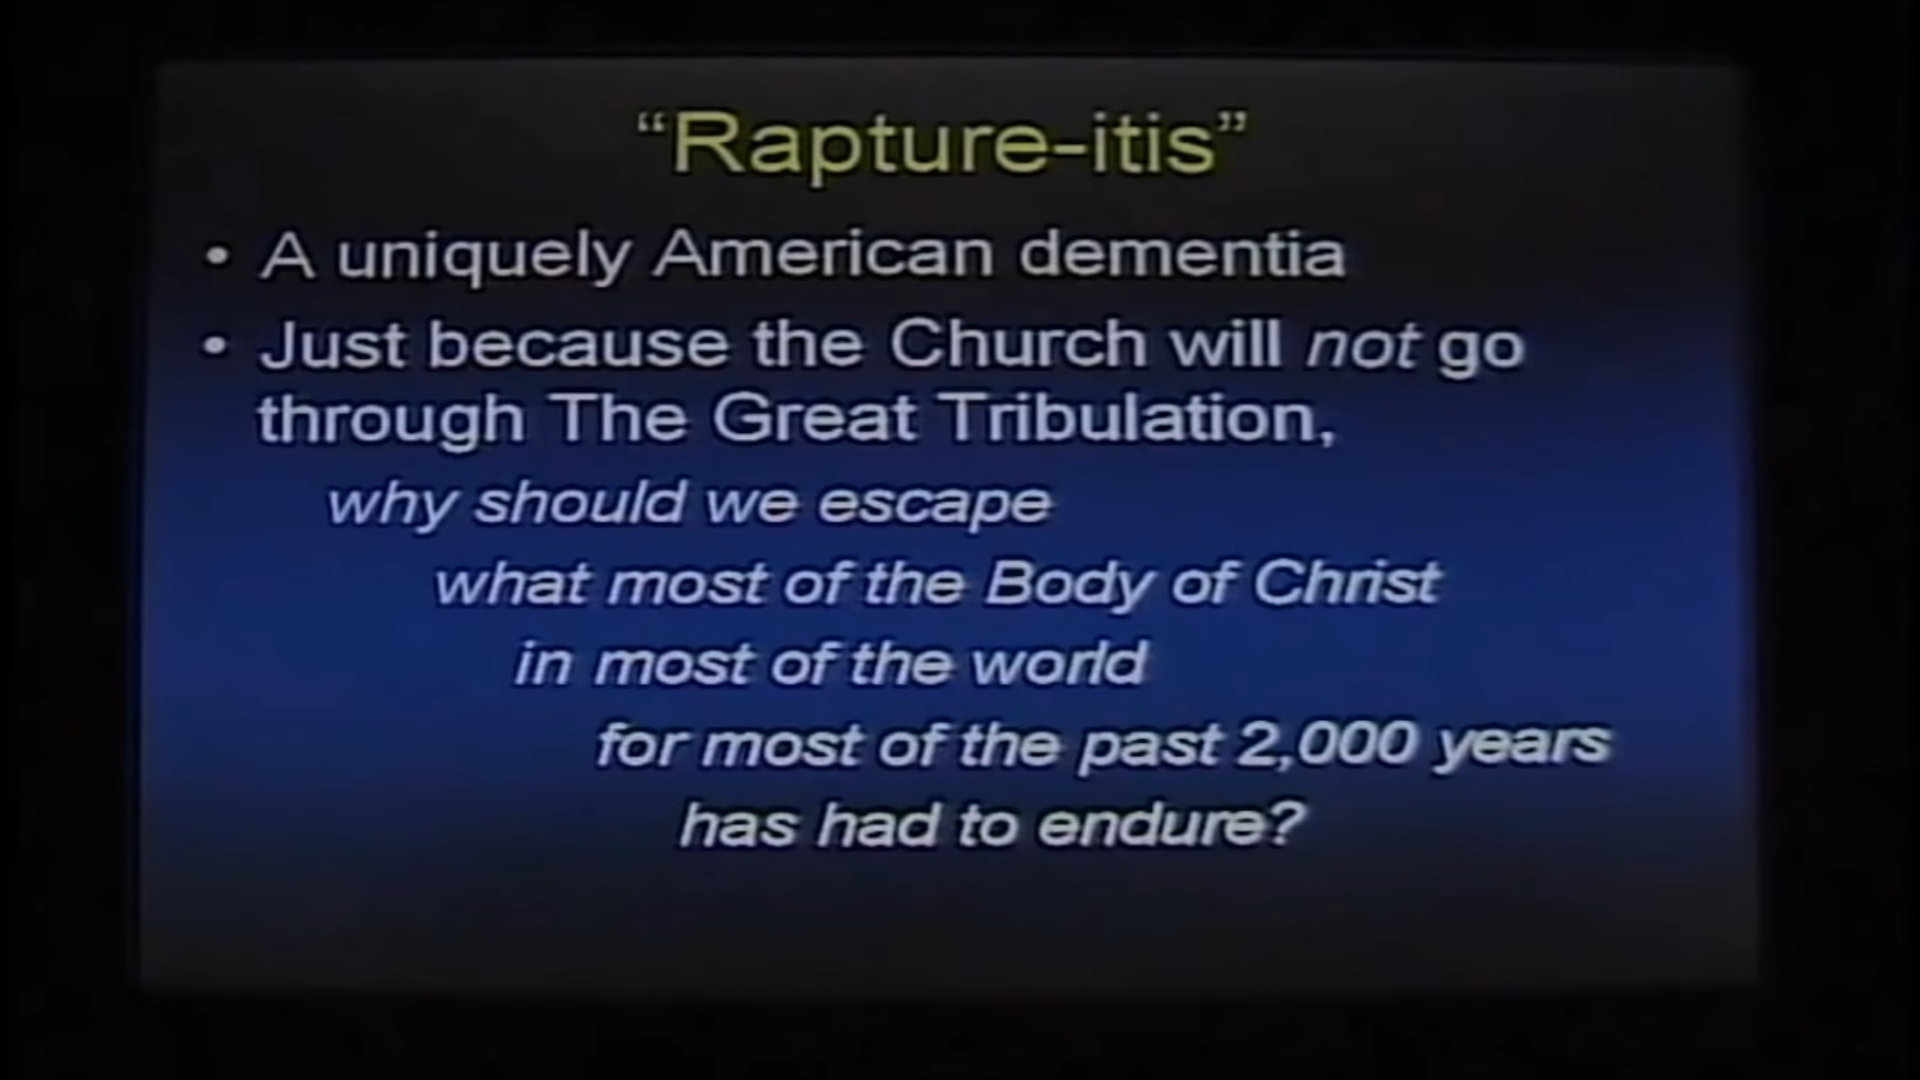 “Rapture-itis”
• A uniquely American dementia
• Just because the Church will not go
through The Great Tribulation,
why should we escape
what most of the Body of Christ
in most of the world
for most of the past 2,000 years
has had to endure?